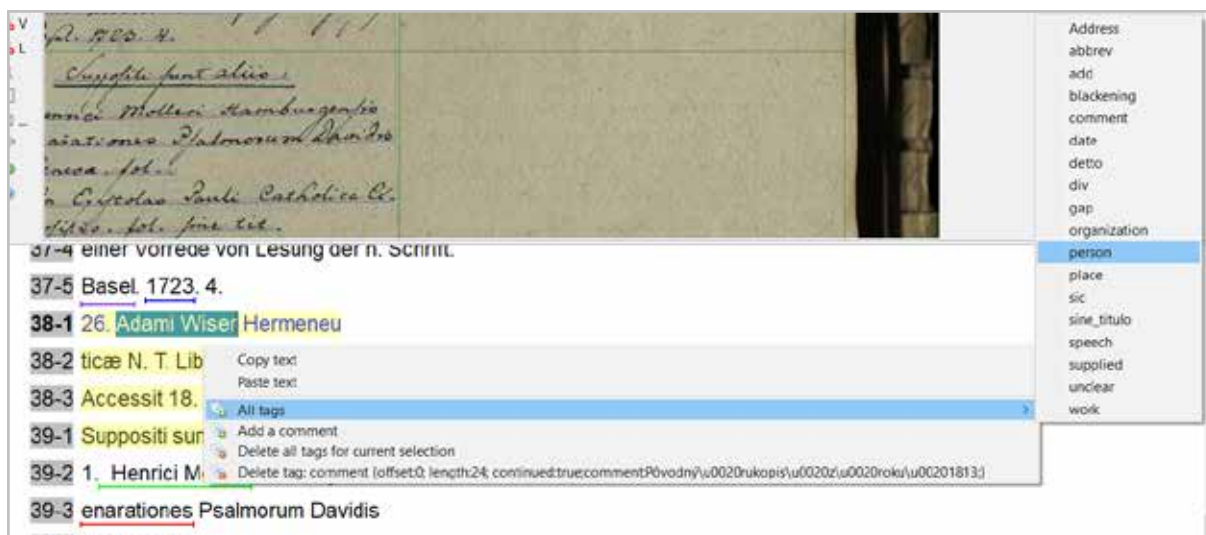 V
L
1723. 4.
Suppositi sunt aliis:
Henrici Molleri Hamburgensis
enarationes Psalmorum Davidis
Geneva. fol.
Epistolas Pauli Catholica
fol. sine tit.
37-4 einer Vorrede von Lesung der h. Schrift.
37-5 Basel. 1723. 4.
38-1 26. Adami Wiser Hermeneu
38-2 ticæ N. T. Lib
38-3 Accessit 18.
39-1 Suppositi sun
39-2 1. Henrici M
39-3 enarationes Psalmorum Davidis
Copy text
Paste text
All tags
Add a comment
Delete all tags for current selection
Delete tag: comment (offset:0; length:24; continued:true;comment:Pôvodný\u0020rukopis\u0020z\u0020roku\u00201813;)
Address
abbrev
add
blackening
comment
date
detto
div
gap
organization
person
place
sic
sine_titulo
speech
supplied
unclear
work